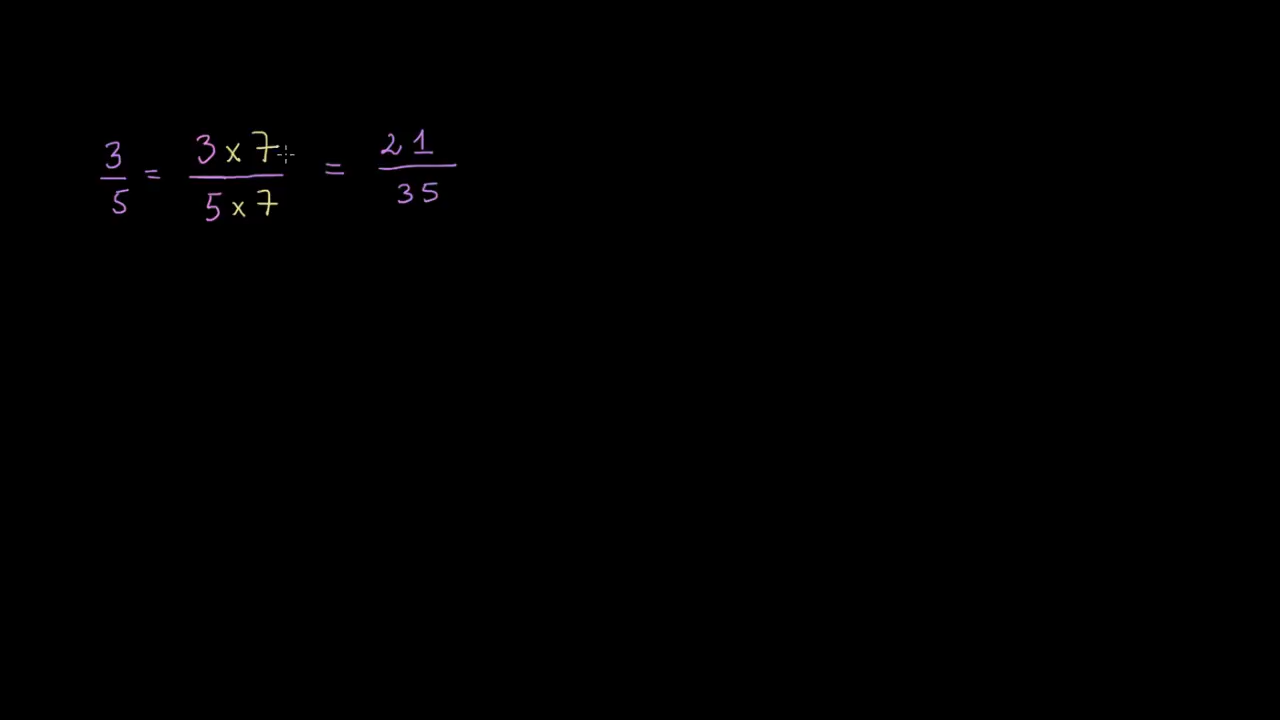 3/5 = 3 x 7 / 5 x 7 = 21/35